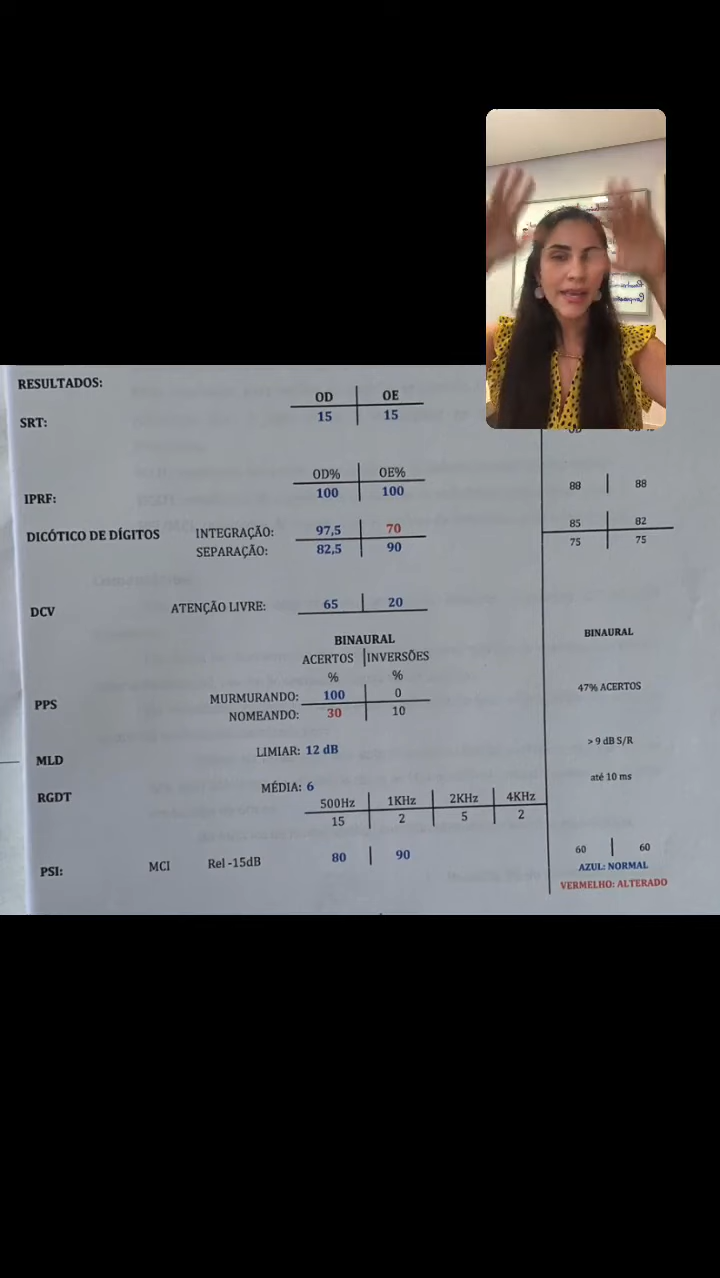 RESULTADOS:
OD | OE
SRT: 15 | 15
OD% | OE%
IPRF: 100 | 100 88 | 88
DICÓTICO DE DÍGITOS INTEGRAÇÃO: 97,5 | 70 85 | 82
SEPARAÇÃO: 82,5 | 90 75 | 75
DCV ATENÇÃO LIVRE: 65 | 20
BINARAL BINAURAL
ACERTOS | INVERSÕES
% %
PPS MURMURANDO: 100 0 47% ACERTOS
NOMEANDO: 30 10
MLD LIMIAR: 12 dB > 9 dB S/R
RGDT MÉDIA: 6 até 10 ms
500Hz | 1KHz | 2KHz | 4KHz
15 | 2 | 5 | 2
PSI: MCI Rel -15dB 80 | 90 60 | 60
AZUL: NORMAL
VERMELHO: ALTERADO